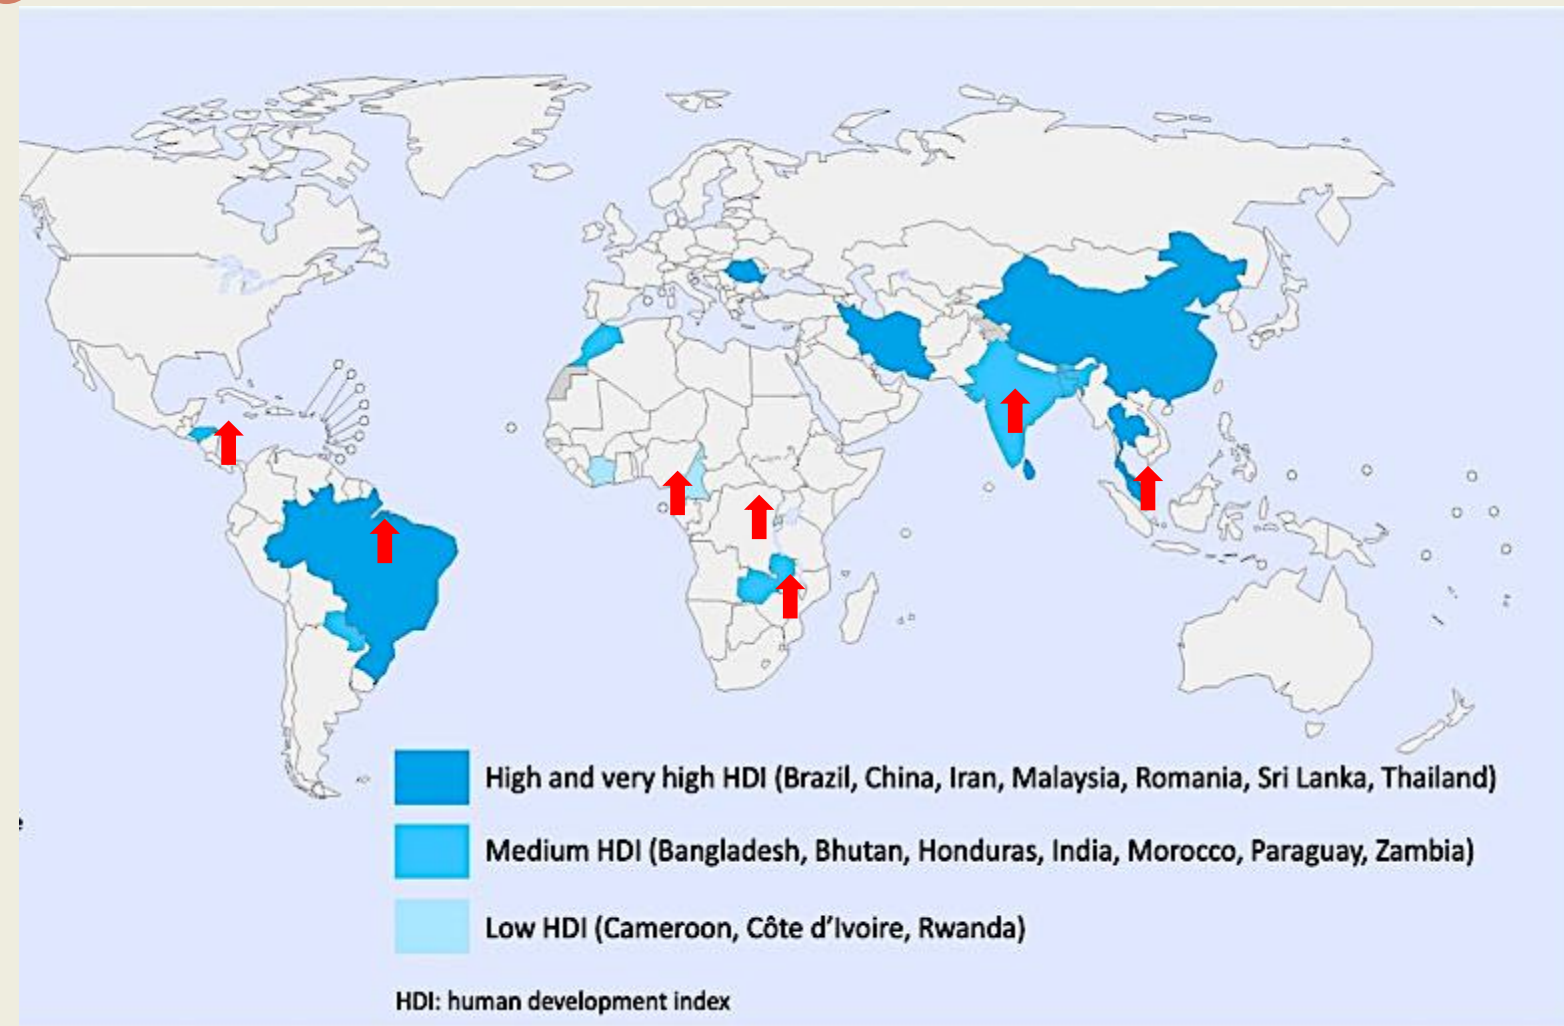 High and very high HDI (Brazil, China, Iran, Malaysia, Romania, Sri Lanka, Thailand)
Medium HDI (Bangladesh, Bhutan, Honduras, India, Morocco, Paraguay, Zambia)
Low HDI (Cameroon, Côte d'Ivoire, Rwanda)
HDI: human development index